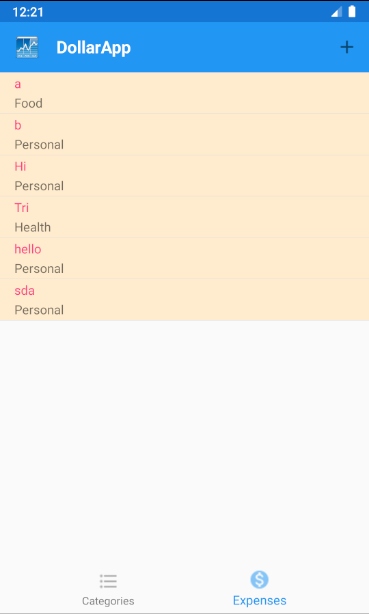 12:21
DollarApp
a
Food
b
Personal
Hi
Personal
Tri
Health
hello
Personal
sda
Personal
Categories
Expenses